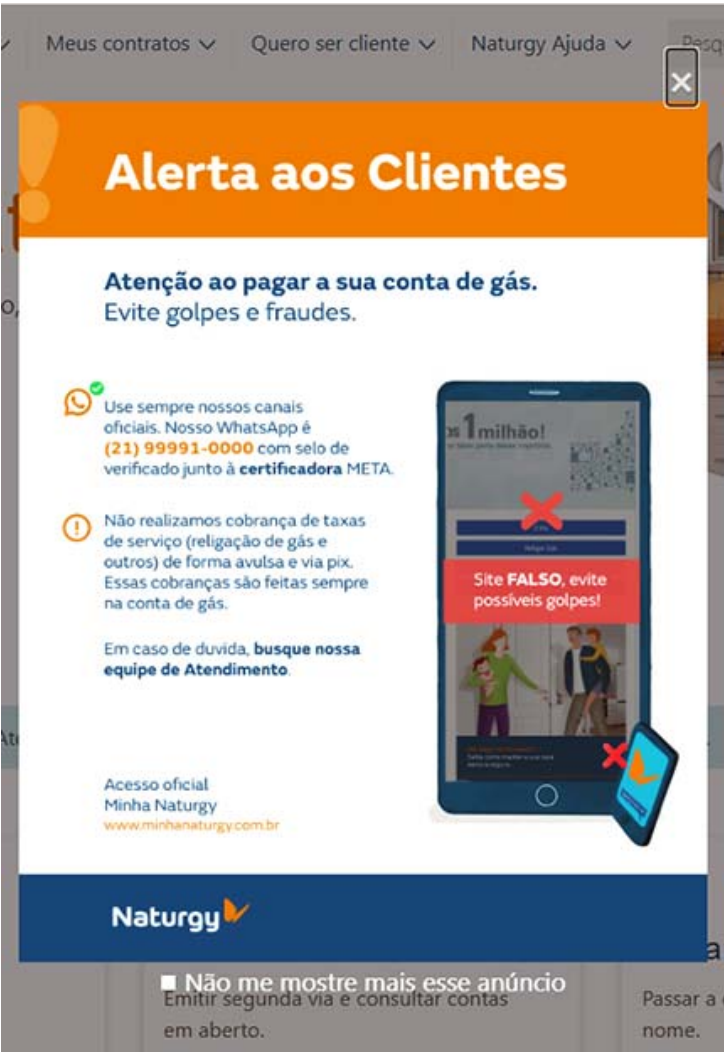 Meus contratos
Quero ser cliente
Naturgy Ajuda
Pesq
×
Alerta aos Clientes
Atenção ao pagar a sua conta de gás.
Evite golpes e fraudes.
Use sempre nossos canais
oficiais. Nosso WhatsApp é
(21) 99991-0000 com selo de
verificado junto à certificadora META.
Não realizamos cobrança de taxas
de serviço (religação de gás e
outros) de forma avulsa e via pix.
Essas cobranças são feitas sempre
na conta de gás.
Em caso de duvida, busque nossa
equipe de Atendimento.
1 milhão!
Site FALSO, evite
possíveis golpes!
Acesso oficial
Minha Naturgy
www.minhanaturgy.com.br
Naturgy
Não me mostre mais esse anúncio
Emitir segunda via e consultar contas
em aberto.
Passar a
nome.